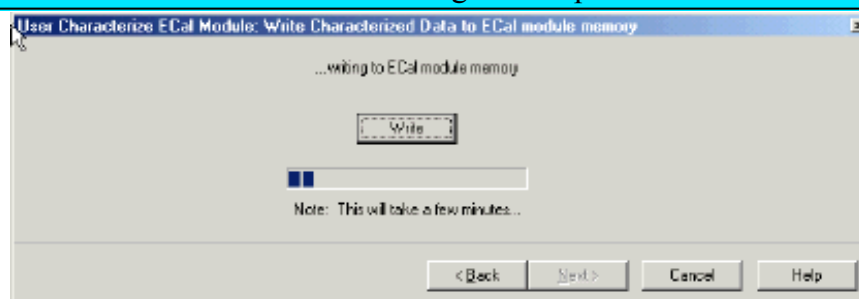 User Characterize ECal Module: Write Characterized Data to ECal module memory
...writing to ECal module memory
Write
Note: This will take a few minutes...
< Back Next > Cancel Help